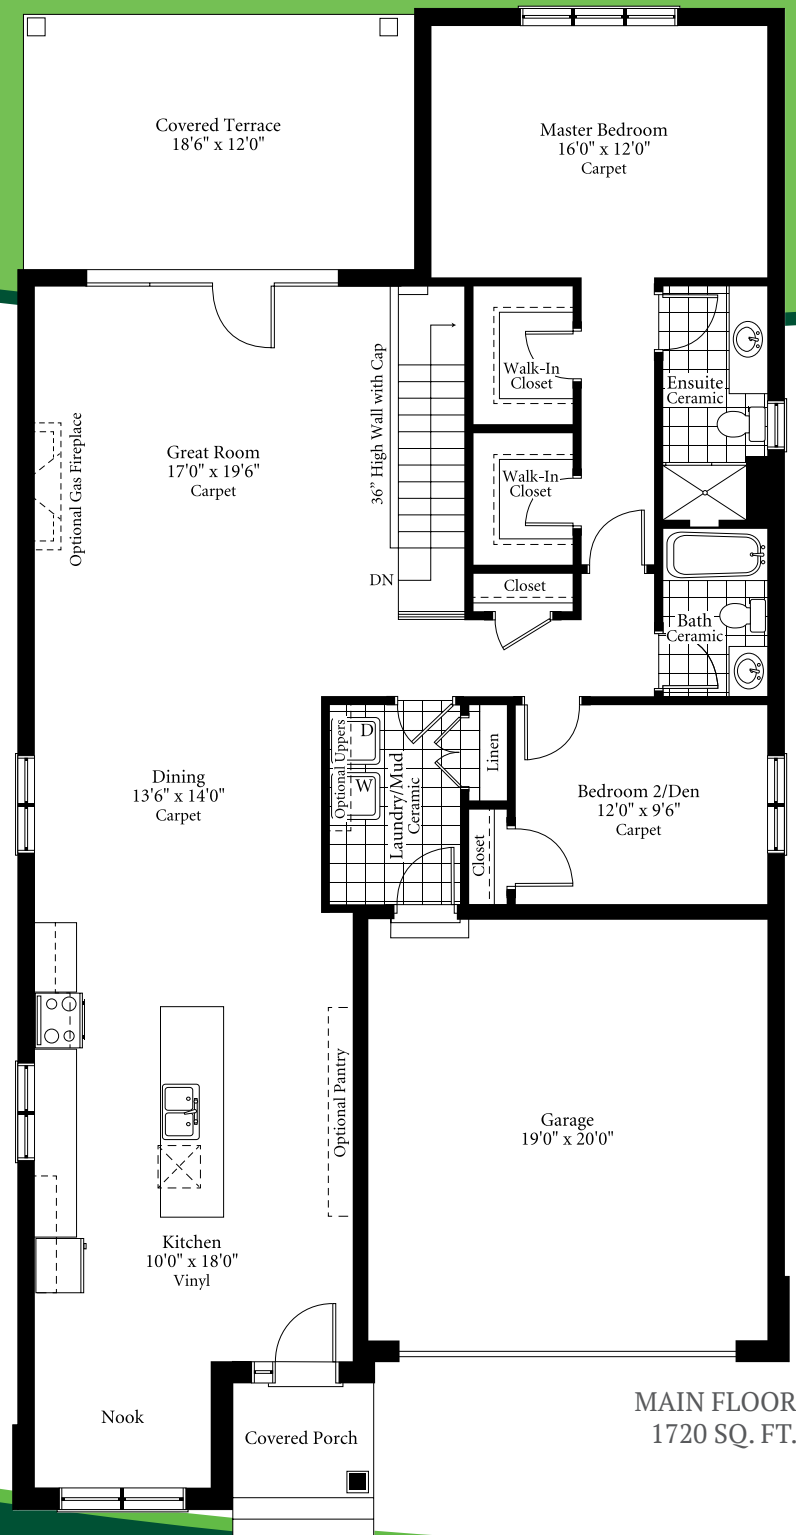 Covered Terrace
18'6" x 12'0"
Master Bedroom
16'0" x 12'0"
Carpet
Walk-In
Closet
Ensuite
Ceramic
36” High Wall with Cap
Optional Gas Fireplace
Great Room
17'0" x 19'6"
Carpet
Walk-In
Closet
DN
Closet
Bath
Ceramic
Optional Uppers
D
W
Laundry/Mud
Ceramic
Linen
Dining
13'6" x 14'0"
Carpet
Bedroom 2/Den
12'0" x 9'6"
Carpet
Closet
Optional Pantry
Garage
19'0" x 20'0"
Kitchen
10'0" x 18'0"
Vinyl
Nook
Covered Porch
MAIN FLOOR
1720 SQ. FT.